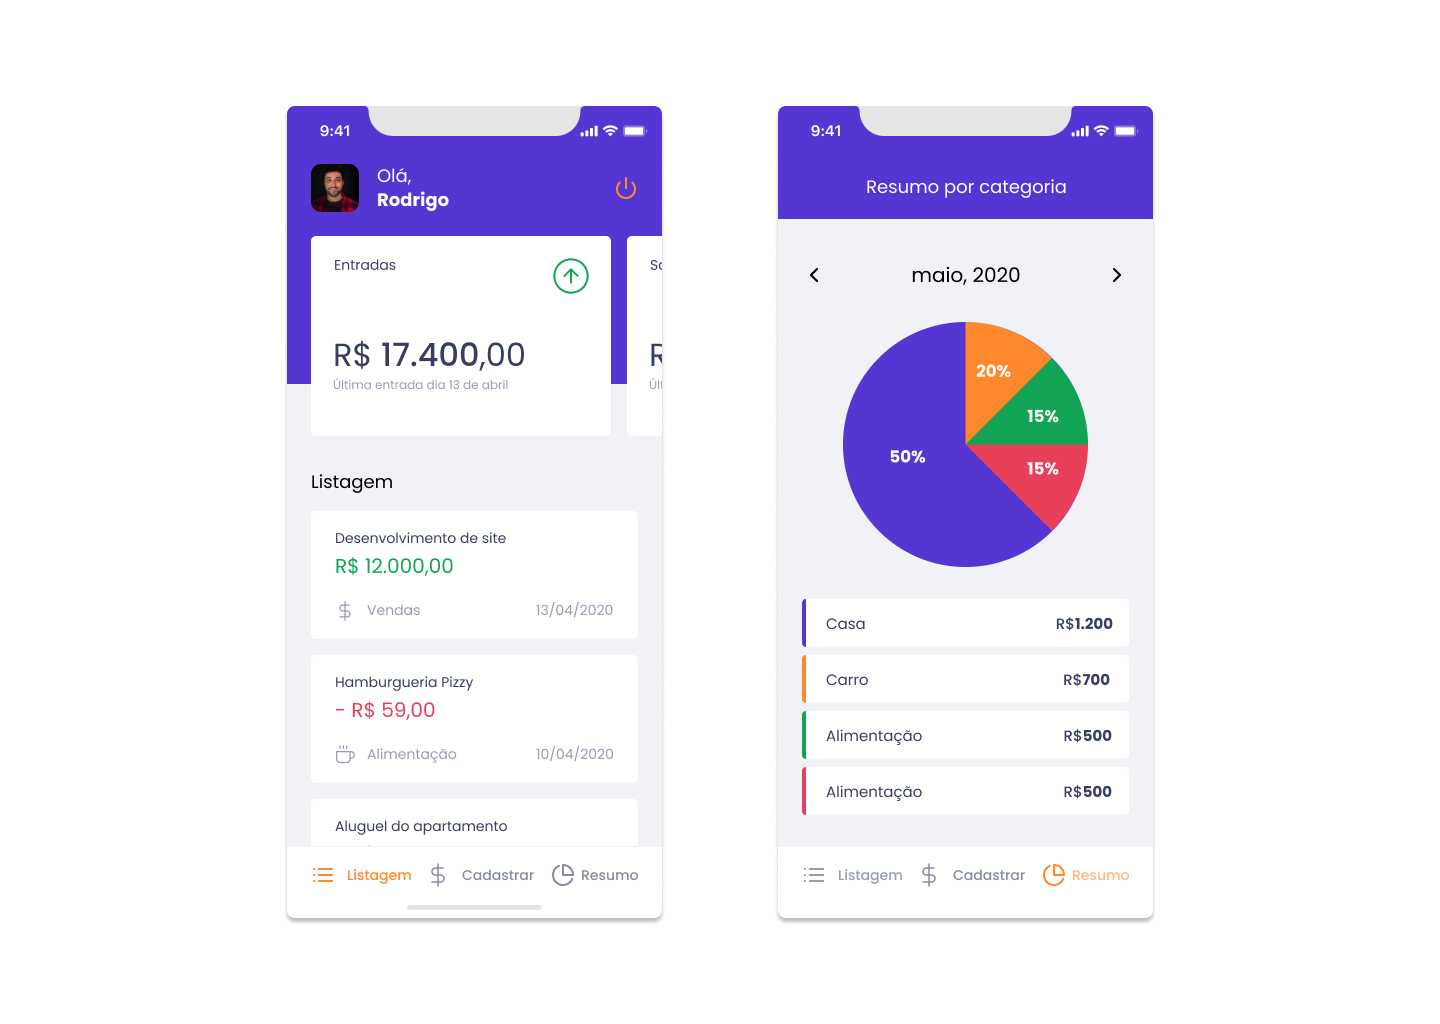 9:41
Olá,
Rodrigo
Entradas
R$ 17.400,00
Última entrada dia 13 de abril
Listagem
Desenvolvimento de site
R$ 12.000,00
Vendas 13/04/2020
Hamburgueria Pizzy
- R$ 59,00
Alimentação 10/04/2020
Aluguel do apartamento
Listagem Cadastrar Resumo
9:41
Resumo por categoria
maio, 2020
20%
15%
50%
15%
Casa R$1.200
Carro R$700
Alimentação R$500
Alimentação R$500
Listagem Cadastrar Resumo